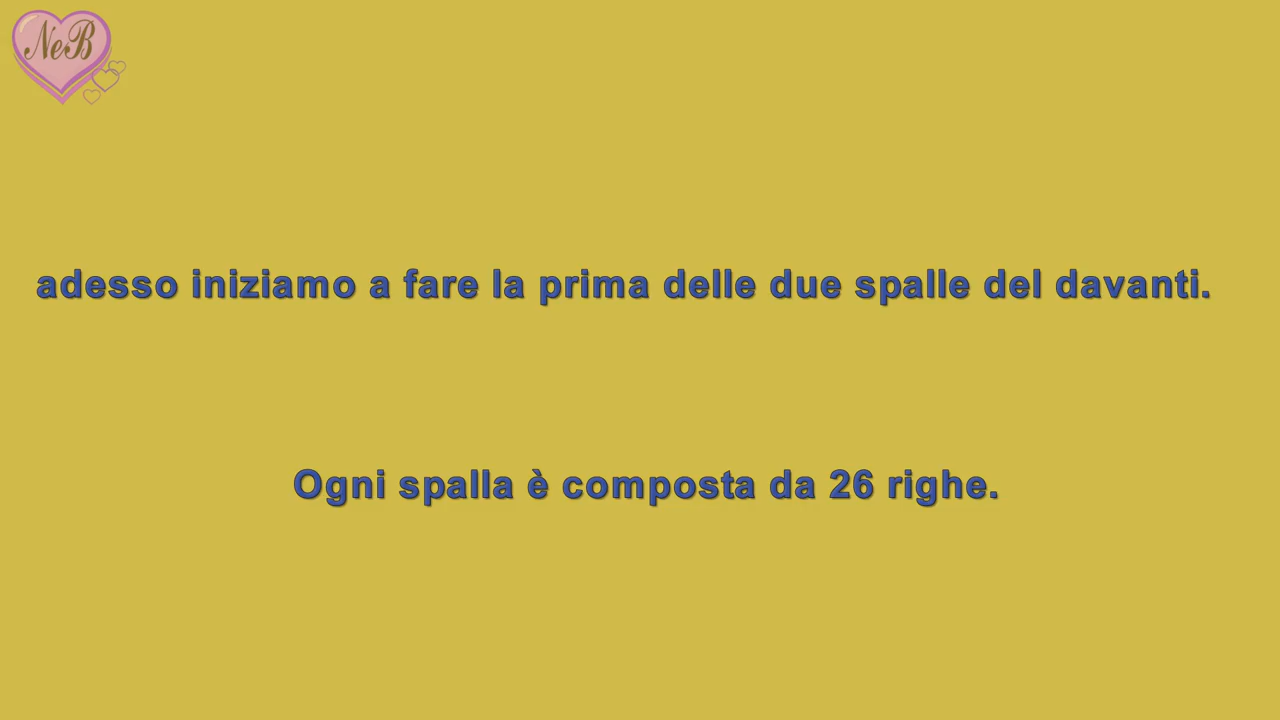 NeB
adesso iniziamo a fare la prima delle due spalle del davanti.
Ogni spalla è composta da 26 righe.